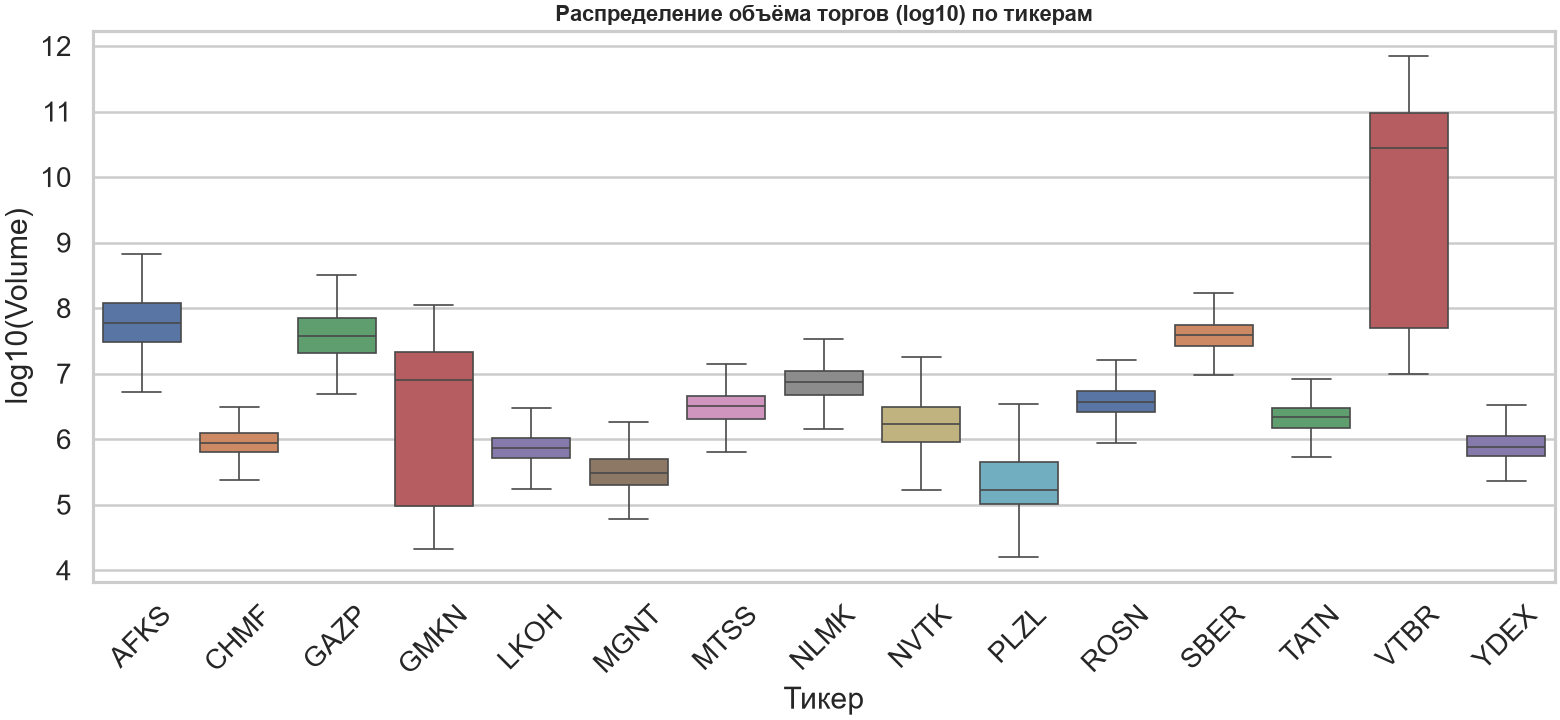 Распределение объёма торгов (log10) по тикерам
log10(Volume)
12
11
10
9
8
7
6
5
4
AFKS
CHMF
GAZP
GMKN
LKOH
MGNT
MTSS
NLMK
NVTK
PLZL
ROSN
SBER
TATN
VTBR
YDEX
Тикер